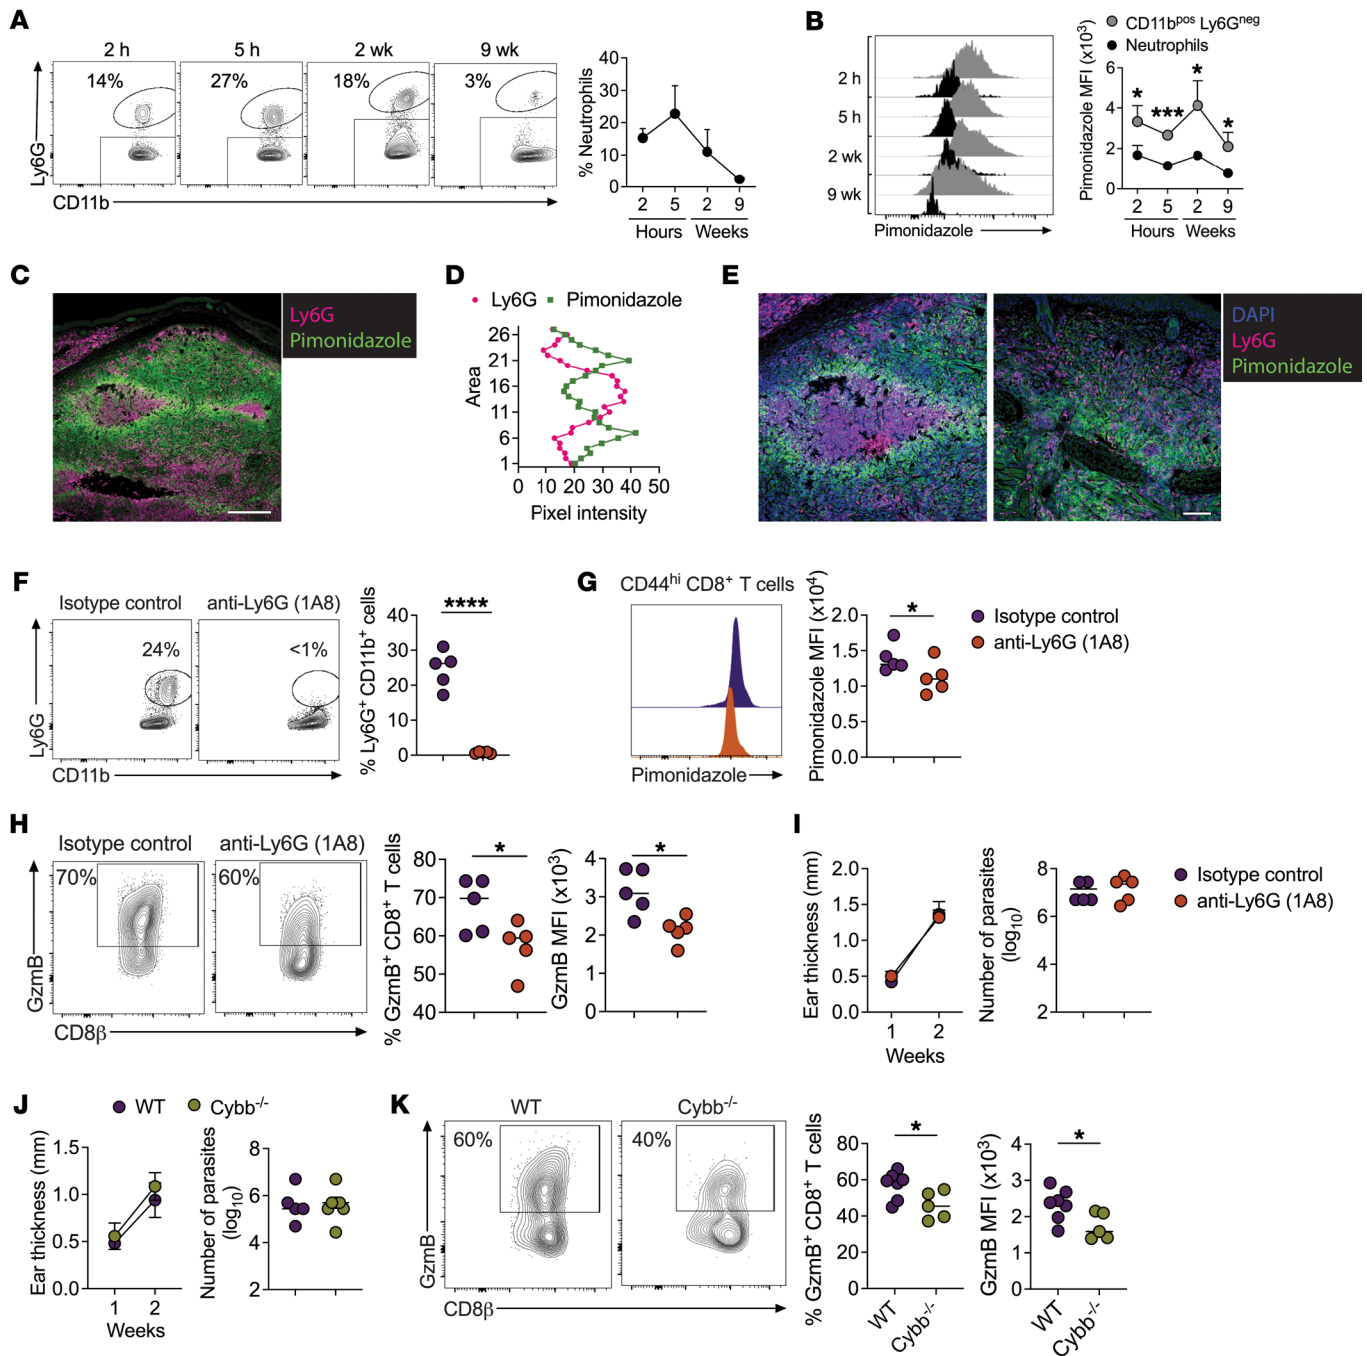 A
2 h
5 h
2 wk
9 wk
14%
27%
18%
3%
Ly6G
CD11b
% Neutrophils
40
30
20
10
0
2 5 2 9
Hours Weeks
B
2 h
5 h
2 wk
9 wk
Pimonidazole
CD11bpos Ly6Gneg
Neutrophils
Pimonidazole MFI (x10³)
6
4
2
0
* *** * *
2 5 2 9
Hours Weeks
C
Ly6G
Pimonidazole
D
Ly6G Pimonidazole
Area
26
21
16
11
6
1
0 10 20 30 40 50
Pixel intensity
E
DAPI
Ly6G
Pimonidazole
F
Isotype control
anti-Ly6G (1A8)
24%
<1%
Ly6G
CD11b
% Ly6G⁺ CD11b⁺ cells
40
30
20
10
0
****
G
CD44hi CD8⁺ T cells
Pimonidazole
Pimonidazole MFI (x10⁴)
2.0
1.5
1.0
0.5
0.0
*
Isotype control
anti-Ly6G (1A8)
H
Isotype control
anti-Ly6G (1A8)
70%
60%
GzmB
CD8β
% GzmB⁺ CD8⁺ T cells
80
70
60
50
40
*
GzmB MFI (x10³)
4
3
2
1
0
*
I
Ear thickness (mm)
2.0
1.5
1.0
0.5
0.0
1 2
Weeks
Number of parasites
(log₁₀)
8
6
4
2
Isotype control
anti-Ly6G (1A8)
J
WT
Cybb⁻/⁻
Ear thickness (mm)
1.5
1.0
0.5
0.0
1 2
Weeks
Number of parasites
(log₁₀)
8
6
4
2
K
WT
Cybb⁻/⁻
60%
40%
GzmB
CD8β
% GzmB⁺ CD8⁺ T cells
80
60
40
20
0
*
WT
Cybb⁻/⁻
GzmB MFI (x10³)
4
3
2
1
0
*
WT
Cybb⁻/⁻